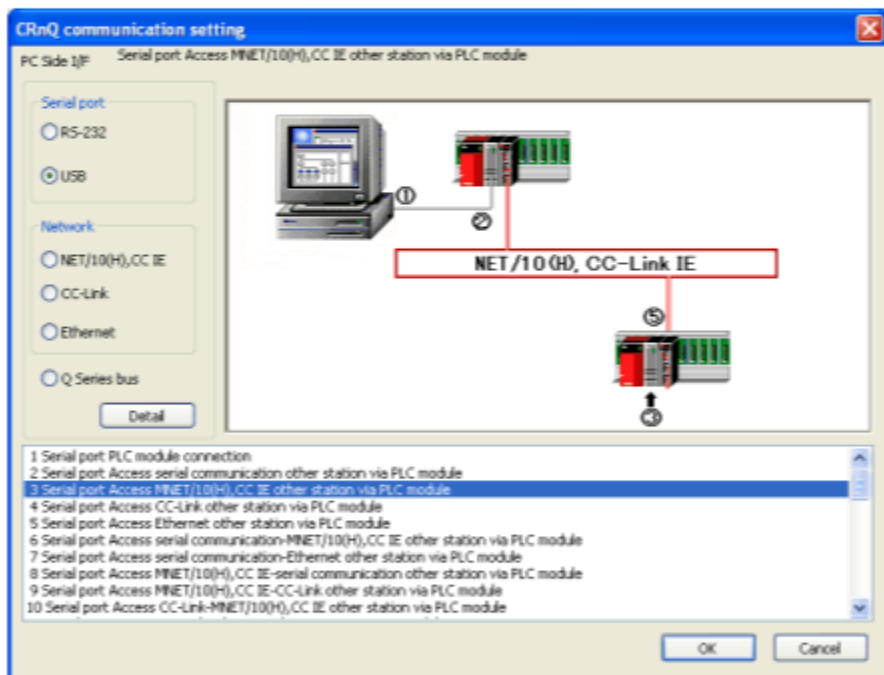 CRnQ communication setting
PC Side I/F Serial port Access MNET/10(H),CC IE other station via PLC module
Serial port
RS-232
USB
Network
NET/10(H),CC IE
CC-Link
Ethernet
Q Series bus
Detail
①
②
NET/10(H), CC-Link IE
⑤
③
1 Serial port PLC module connection
2 Serial port Access serial communication other station via PLC module
3 Serial port Access MNET/10(H),CC IE other station via PLC module
4 Serial port Access CC-Link other station via PLC module
5 Serial port Access Ethernet other station via PLC module
6 Serial port Access serial communication-MNET/10(H),CC IE other station via PLC module
7 Serial port Access serial communication-Ethernet other station via PLC module
8 Serial port Access MNET/10(H),CC IE-serial communication other station via PLC module
9 Serial port Access MNET/10(H),CC IE-CC-Link other station via PLC module
10 Serial port Access CC-Link-MNET/10(H),CC IE other station via PLC module
OK Cancel